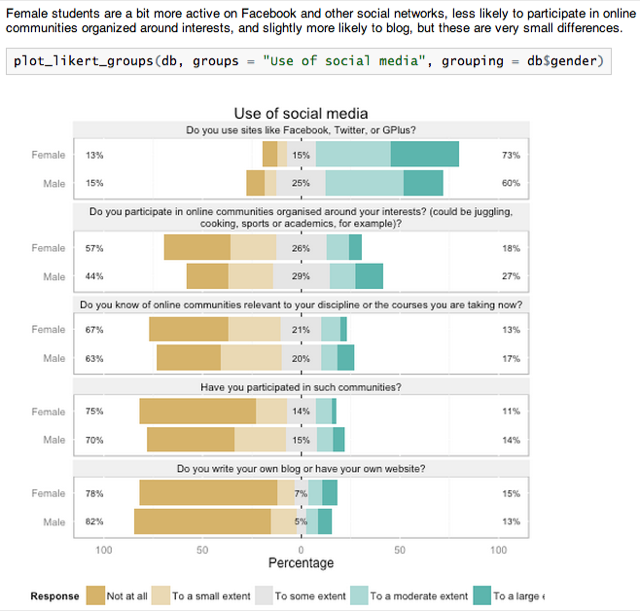 Female students are a bit more active on Facebook and other social networks, less likely to participate in online
communities organized around interests, and slightly more likely to blog, but these are very small differences.
plot_likert_groups(db, groups = "Use of social media", grouping = db$gender)
Use of social media
Do you use sites like Facebook, Twitter, or GPlus?
Female 13% 15% 73%
Male 15% 25% 60%
Do you participate in online communities organised around your interests? (could be juggling,
cooking, sports or academics, for example)?
Female 57% 26% 18%
Male 44% 29% 27%
Do you know of online communities relevant to your discipline or the courses you are taking now?
Female 67% 21% 13%
Male 63% 20% 17%
Have you participated in such communities?
Female 75% 14% 11%
Male 70% 15% 14%
Do you write your own blog or have your own website?
Female 78% 7% 15%
Male 82% 5% 13%
100 50 0 50 100
Percentage
Response Not at all To a small extent To some extent To a moderate extent To a large e